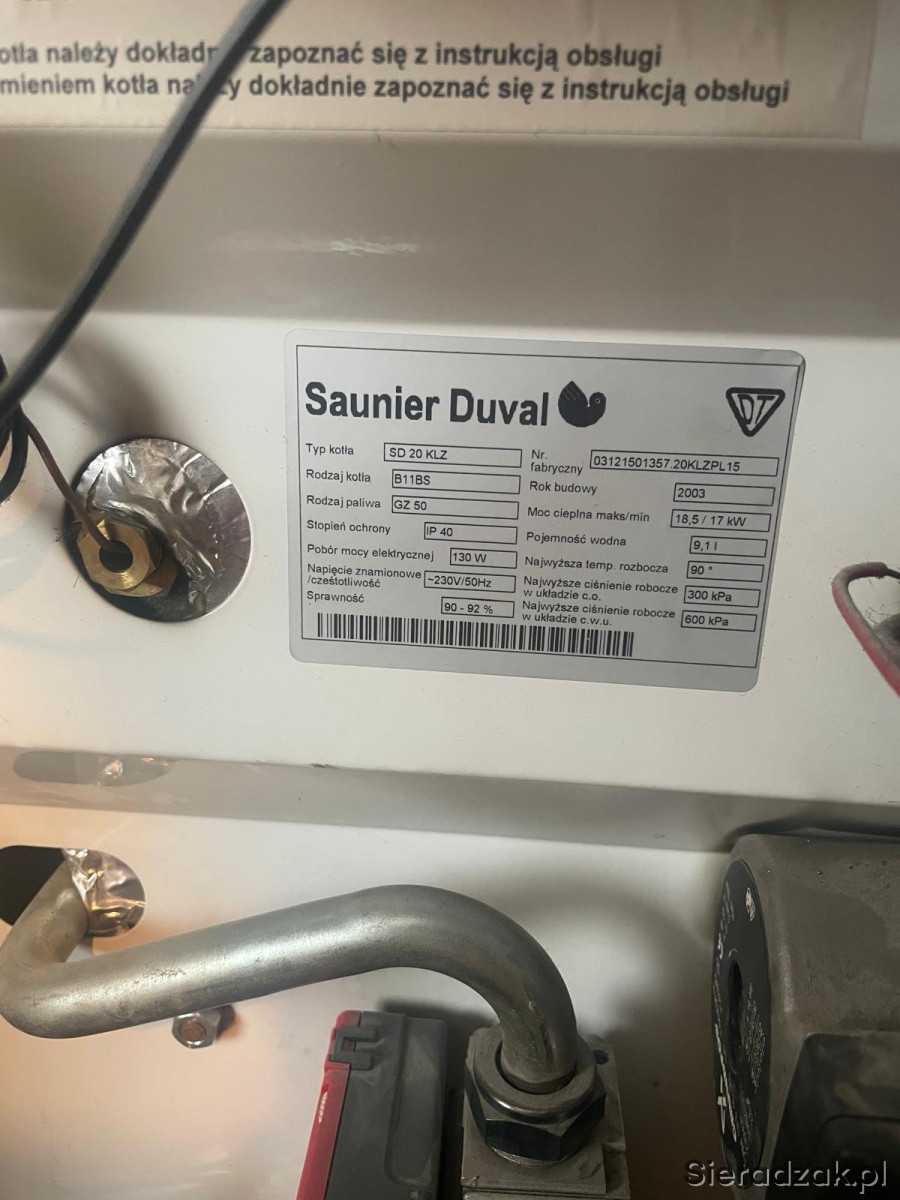 otła należy dokładn zapoznać się z instrukcją obsługi
mieniem kotła na y dokładnie zapoznać się z instrukcją obsługi
Saunier Duval
DT
Typ kotła SD 20 KLZ
Rodzaj kotła B11BS
Rodzaj paliwa GZ 50
Stopień ochrony IP 40
Pobór mocy elektrycznej 130 W
Napięcie znamionowe /częstotliwość ~230V/50Hz
Sprawność 90 - 92 %
Nr. fabryczny 03121501357.20KLZPL15
Rok budowy 2003
Moc cieplna maks/min 18,5 / 17 kW
Pojemność wodna 9,1 l
Najwyższa temp. rozbocza 90 °
Najwyższe ciśnienie robocze w układzie c.o. 300 kPa
Najwyższe ciśnienie robocze w układzie c.w.u. 600 kPa
Sieradzak.pl